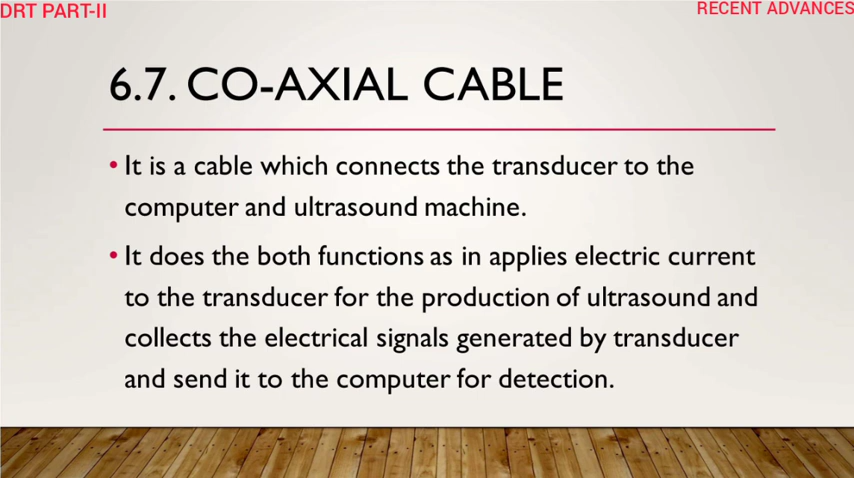 DRT PART-II
RECENT ADVANCES
6.7. CO-AXIAL CABLE
• It is a cable which connects the transducer to the
computer and ultrasound machine.
• It does the both functions as in applies electric current
to the transducer for the production of ultrasound and
collects the electrical signals generated by transducer
and send it to the computer for detection.